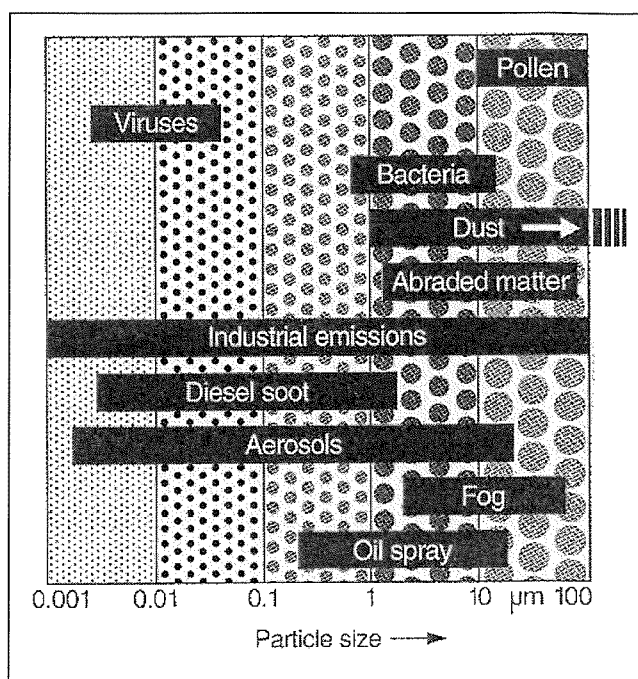 Pollen
Viruses
Bacteria
Dust
Abraded matter
Industrial emissions
Diesel soot
Aerosols
Fog
Oil spray
0.001 0.01 0.1 1 10 µm 100
Particle size